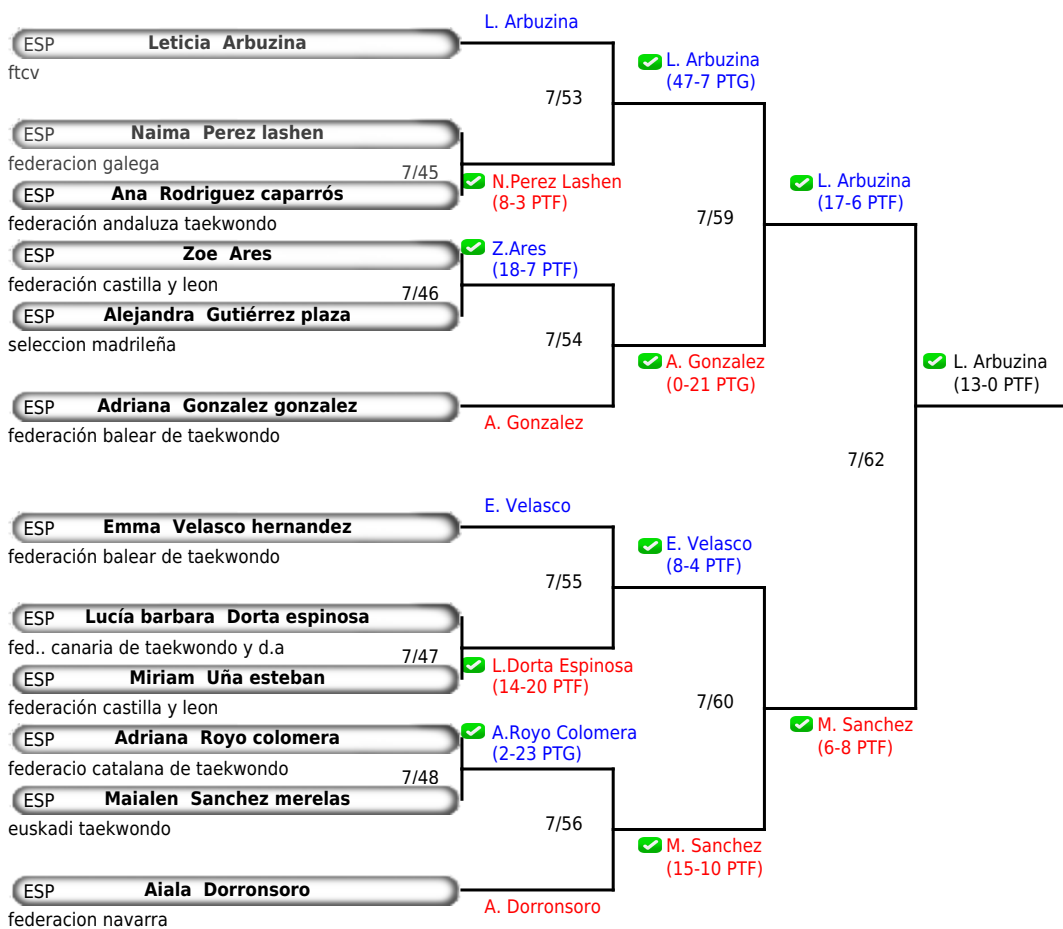 L. Arbuzina
ESP Leticia Arbuzina
ftcv
L. Arbuzina
(47-7 PTG)
7/53
ESP Naima Perez lashen
federacion galega
7/45
N.Perez Lashen
(8-3 PTF)
L. Arbuzina
(17-6 PTF)
ESP Ana Rodriguez caparrós
federación andaluza taekwondo
7/59
ESP Zoe Ares
Z.Ares
(18-7 PTF)
federación castilla y leon
7/46
ESP Alejandra Gutiérrez plaza
seleccion madrileña
7/54
A. Gonzalez
(0-21 PTG)
L. Arbuzina
(13-0 PTF)
ESP Adriana Gonzalez gonzalez
A. Gonzalez
federación balear de taekwondo
7/62
E. Velasco
ESP Emma Velasco hernandez
federación balear de taekwondo
E. Velasco
(8-4 PTF)
7/55
ESP Lucía barbara Dorta espinosa
fed.. canaria de taekwondo y d.a
7/47
L.Dorta Espinosa
(14-20 PTF)
ESP Miriam Uña esteban
federación castilla y leon
7/60
M. Sanchez
(6-8 PTF)
ESP Adriana Royo colomera
A.Royo Colomera
(2-23 PTG)
federacio catalana de taekwondo
7/48
ESP Maialen Sanchez merelas
euskadi taekwondo
7/56
M. Sanchez
(15-10 PTF)
ESP Aiala Dorronsoro
A. Dorronsoro
federacion navarra